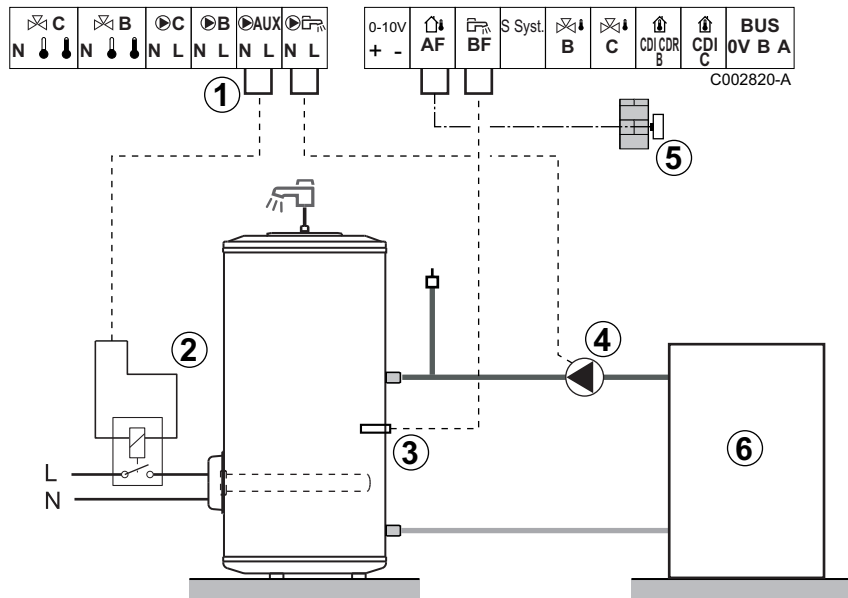 C B C B AUX
N N N L N L N L N L
0-10V AF BF S Syst. B C CDI CDR CDI BUS
+ - B C 0V B A
C002820-A
1
5
2
4
3
6
L
N